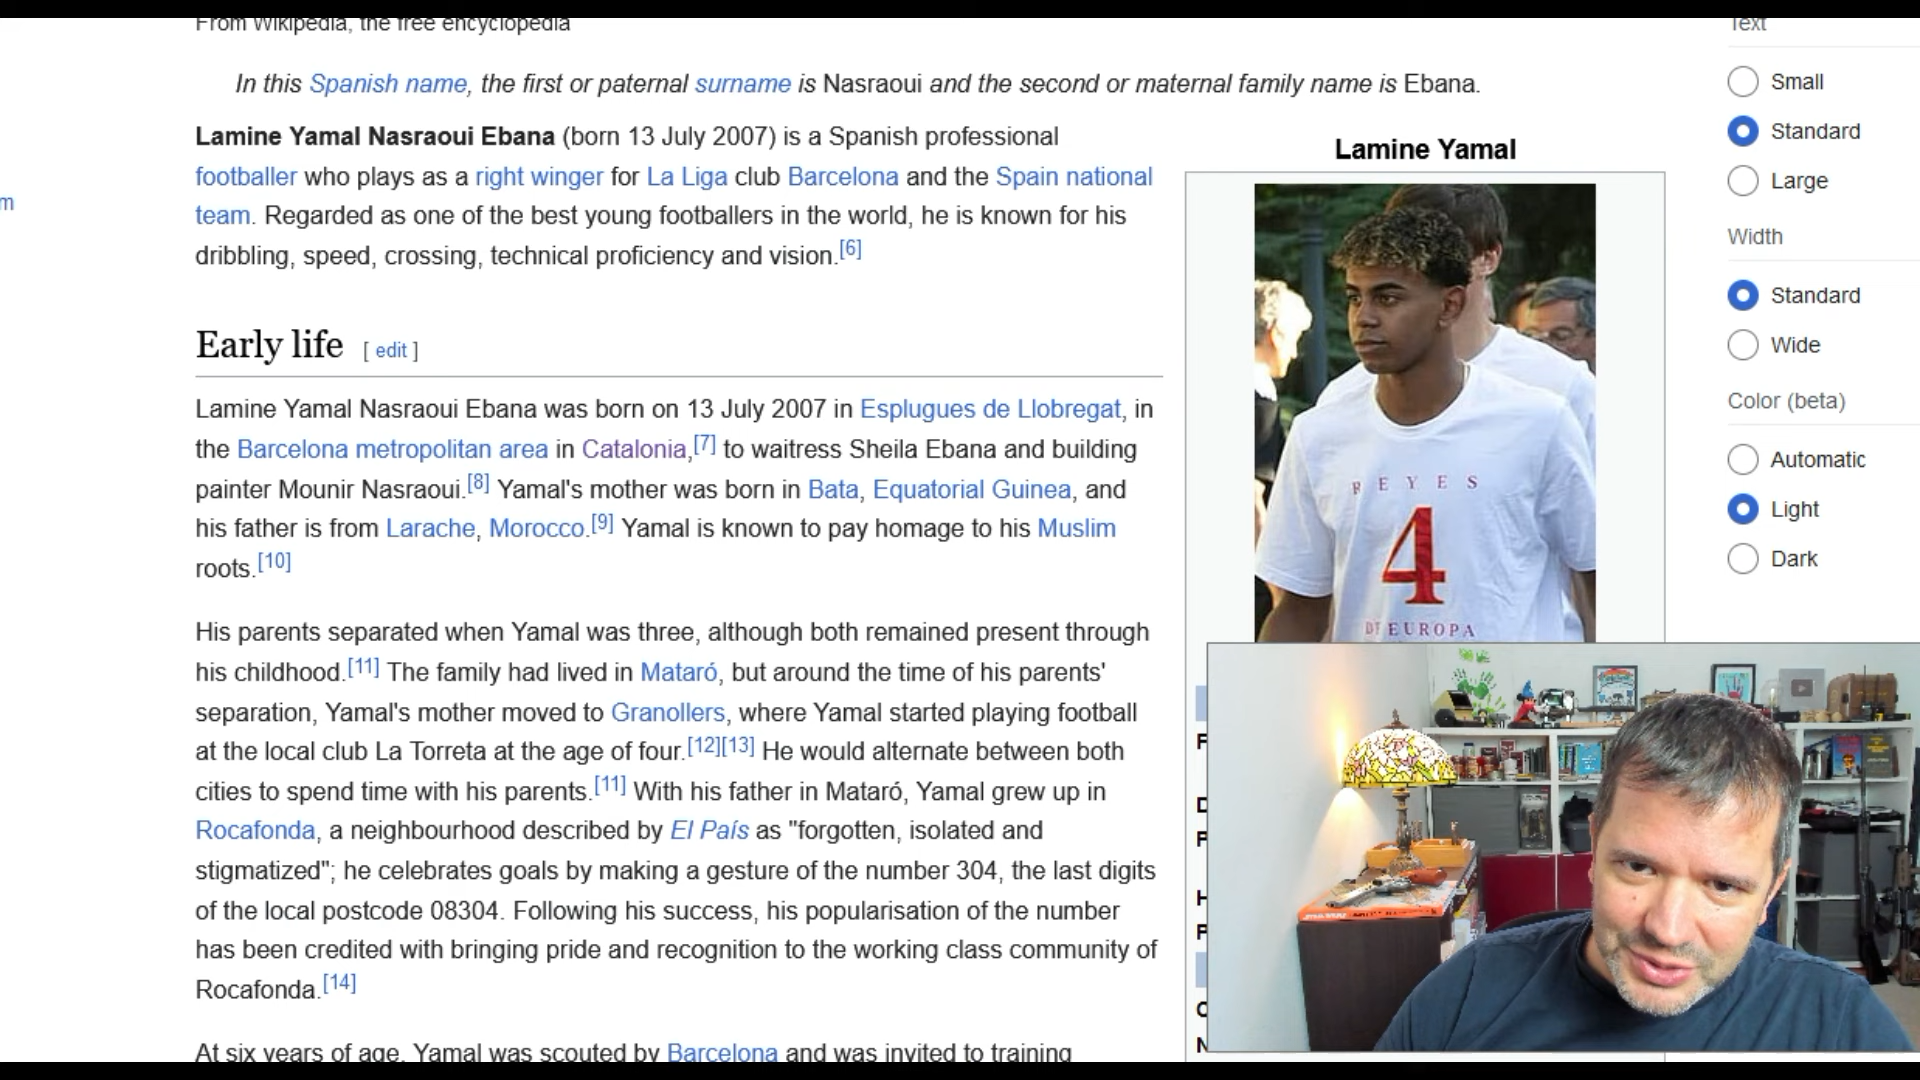 From Wikipedia, the free encyclopedia
In this Spanish name, the first or paternal surname is Nasraoui and the second or maternal family name is Ebana.
Lamine Yamal Nasraoui Ebana (born 13 July 2007) is a Spanish professional
footballer who plays as a right winger for La Liga club Barcelona and the Spain national
team. Regarded as one of the best young footballers in the world, he is known for his
dribbling, speed, crossing, technical proficiency and vision.[6]
Early life [ edit ]
Lamine Yamal Nasraoui Ebana was born on 13 July 2007 in Esplugues de Llobregat, in
the Barcelona metropolitan area in Catalonia,[7] to waitress Sheila Ebana and building
painter Mounir Nasraoui.[8] Yamal's mother was born in Bata, Equatorial Guinea, and
his father is from Larache, Morocco.[9] Yamal is known to pay homage to his Muslim
roots.[10]
His parents separated when Yamal was three, although both remained present through
his childhood.[11] The family had lived in Mataró, but around the time of his parents'
separation, Yamal's mother moved to Granollers, where Yamal started playing football
at the local club La Torreta at the age of four.[12][13] He would alternate between both
cities to spend time with his parents.[11] With his father in Mataró, Yamal grew up in
Rocafonda, a neighbourhood described by El País as "forgotten, isolated and
stigmatized"; he celebrates goals by making a gesture of the number 304, the last digits
of the local postcode 08304. Following his success, his popularisation of the number
has been credited with bringing pride and recognition to the working class community of
Rocafonda.[14]
At six years of age, Yamal was scouted by Barcelona and was invited to training
m
Lamine Yamal
REYES
4
DE EUROPA
F
D
P
H
P
C
N
STAR WARS
Text
Small
Standard
Large
Width
Standard
Wide
Color (beta)
Automatic
Light
Dark